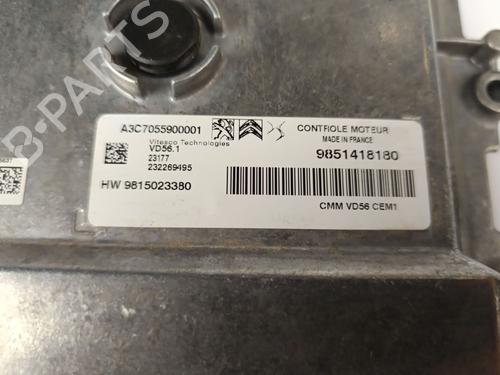 B-PARTS
A3C7055900001
Vitesco Technologies
VD56.1
23177
232269495
HW 9815023380
CONTROLE MOTEUR
MADE IN FRANCE
9851418180
CMM VD56 CEM1